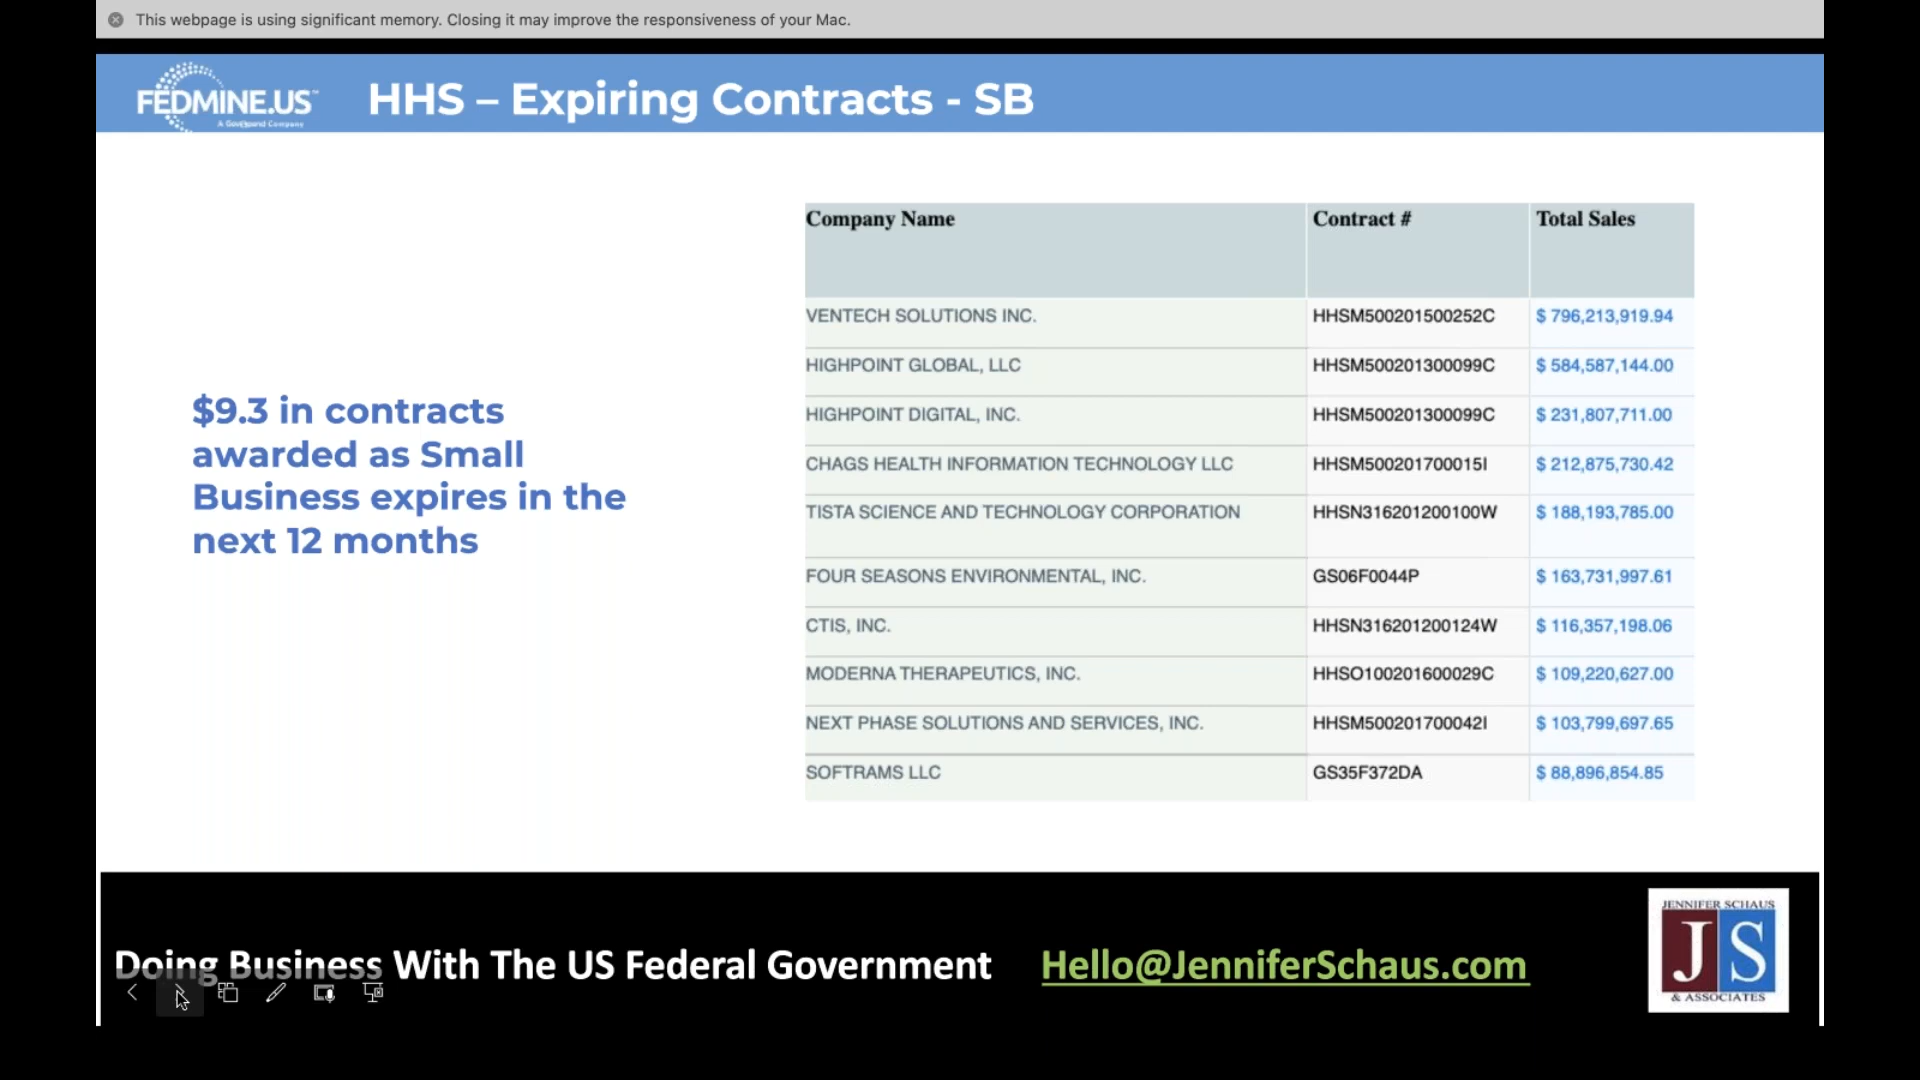 This webpage is using significant memory. Closing it may improve the responsiveness of your Mac.
FEDMINE.US™
A GovSpend Company
HHS – Expiring Contracts - SB
$9.3 in contracts
awarded as Small
Business expires in the
next 12 months
Company Name Contract # Total Sales
VENTECH SOLUTIONS INC. HHSM500201500252C $ 796,213,919.94
HIGHPOINT GLOBAL, LLC HHSM500201300099C $ 584,587,144.00
HIGHPOINT DIGITAL, INC. HHSM500201300099C $ 231,807,711.00
CHAGS HEALTH INFORMATION TECHNOLOGY LLC HHSM500201700015I $ 212,875,730.42
TISTA SCIENCE AND TECHNOLOGY CORPORATION HHSN316201200100W $ 188,193,785.00
FOUR SEASONS ENVIRONMENTAL, INC. GS06F0044P $ 163,731,997.61
CTIS, INC. HHSN316201200124W $ 116,357,198.06
MODERNA THERAPEUTICS, INC. HHSO100201600029C $ 109,220,627.00
NEXT PHASE SOLUTIONS AND SERVICES, INC. HHSM500201700042I $ 103,799,697.65
SOFTRAMS LLC GS35F372DA $ 88,896,854.85
Doing Business With The US Federal Government Hello@JenniferSchaus.com
JENNIFER SCHAUS
JS
& ASSOCIATES